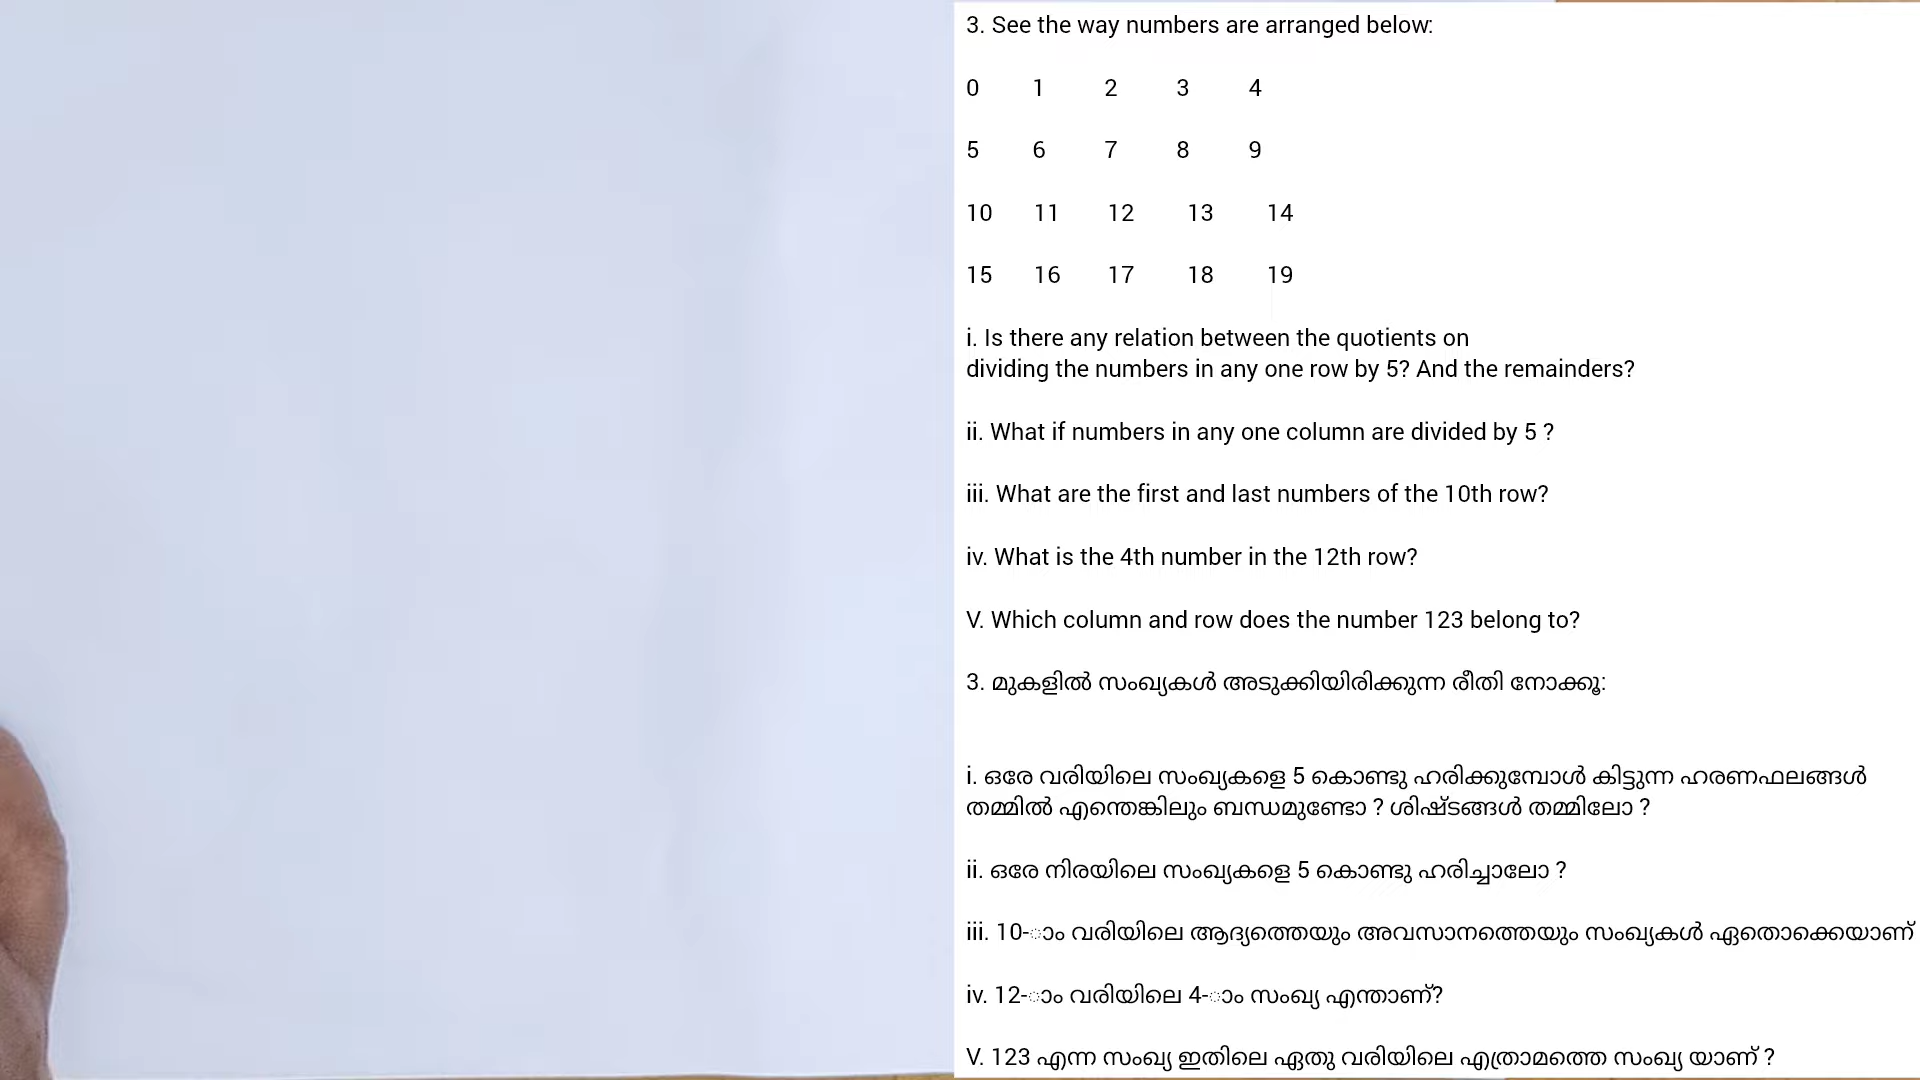 3. See the way numbers are arranged below:
0 1 2 3 4
5 6 7 8 9
10 11 12 13 14
15 16 17 18 19
i. Is there any relation between the quotients on
dividing the numbers in any one row by 5? And the remainders?
ii. What if numbers in any one column are divided by 5 ?
iii. What are the first and last numbers of the 10th row?
iv. What is the 4th number in the 12th row?
V. Which column and row does the number 123 belong to?
3. മുകളിൽ സംഖ്യകൾ അടുക്കിയിരിക്കുന്ന രീതി നോക്കൂ:
i. ഒരേ വരിയിലെ സംഖ്യകളെ 5 കൊണ്ടു ഹരിക്കുമ്പോൾ കിട്ടുന്ന ഹരണഫലങ്ങൾ
തമ്മിൽ എന്തെങ്കിലും ബന്ധമുണ്ടോ ? ശിഷ്ടങ്ങൾ തമ്മിലോ ?
ii. ഒരേ നിരയിലെ സംഖ്യകളെ 5 കൊണ്ടു ഹരിച്ചാലോ ?
iii. 10-ാം വരിയിലെ ആദ്യത്തെയും അവസാനത്തെയും സംഖ്യകൾ ഏതൊക്കെയാണ്
iv. 12-ാം വരിയിലെ 4-ാം സംഖ്യ എന്താണ്?
V. 123 എന്ന സംഖ്യ ഇതിലെ ഏതു വരിയിലെ എത്രാമത്തെ സംഖ്യ യാണ് ?